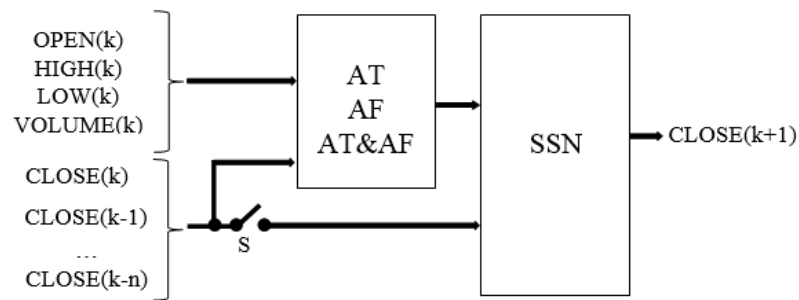 OPEN(k)
HIGH(k)
LOW(k)
VOLUME(k)
CLOSE(k)
CLOSE(k-1)
...
CLOSE(k-n)
S
AT
AF
AT&AF
SSN
CLOSE(k+1)